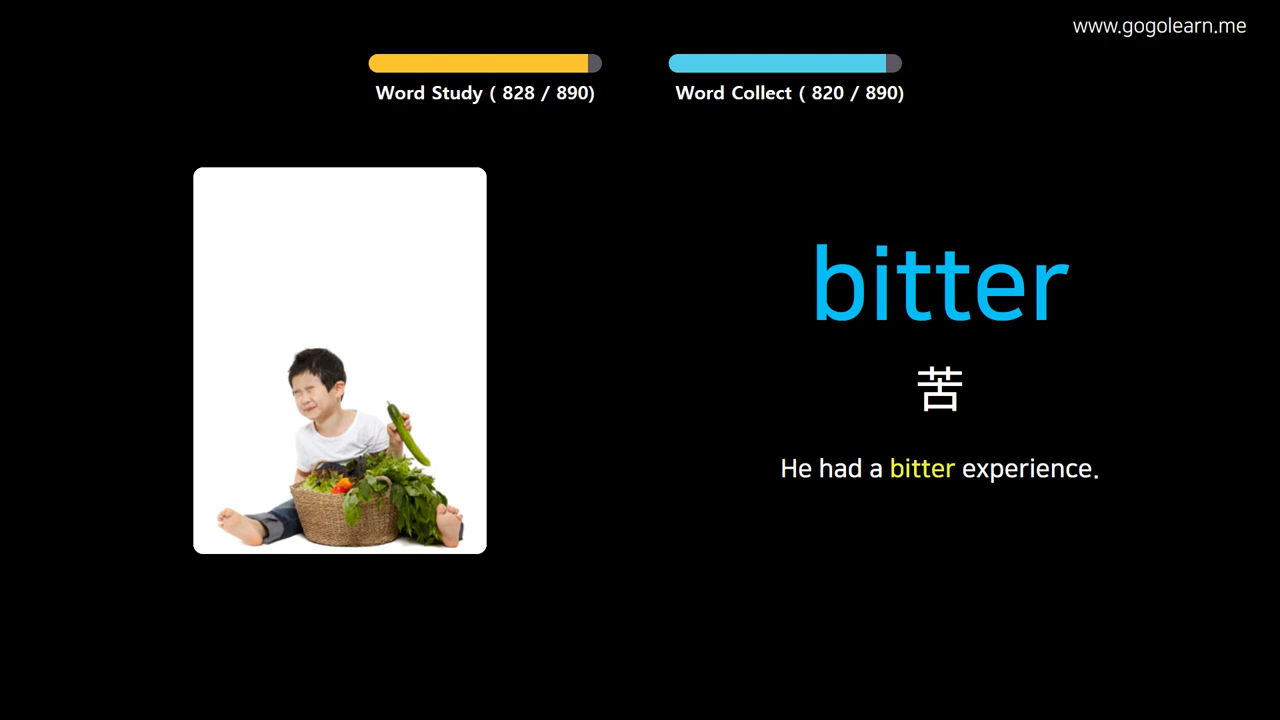 www.gogolearn.me
Word Study ( 828 / 890)
Word Collect ( 820 / 890)
bitter
苦
He had a bitter experience.